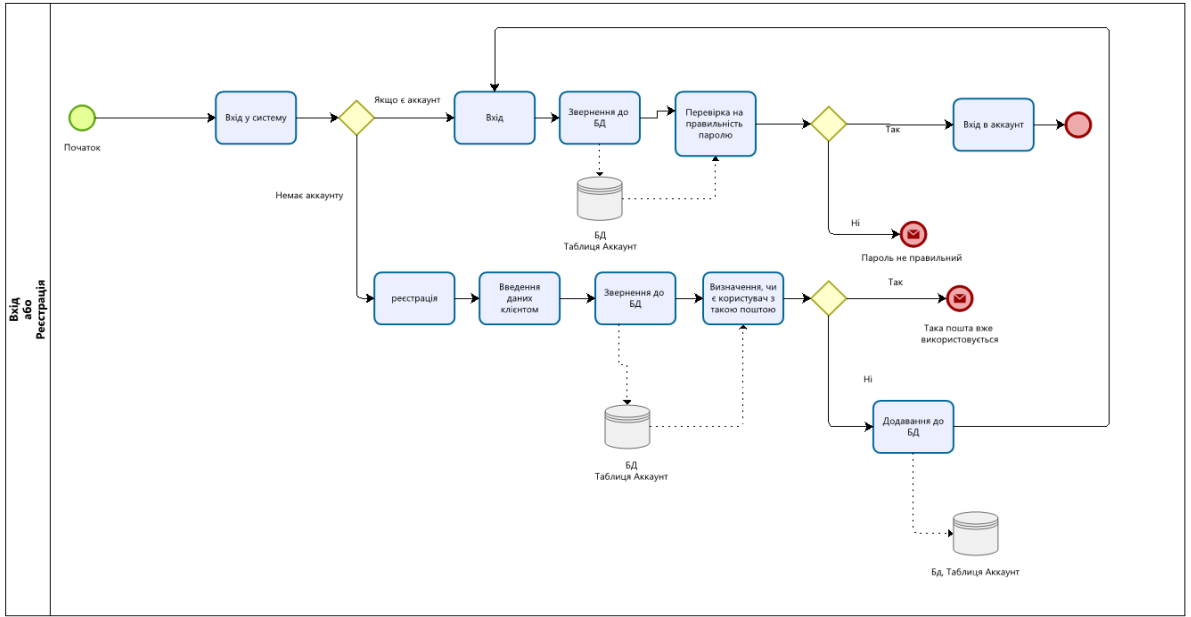 Вхід
або
Реєстрація
Початок
Вхід у систему
Якщо є аккаунт
Немає аккаунту
Вхід
Звернення до
БД
БД
Таблиця Аккаунт
Перевірка на
правильність
паролю
Так
Вхід в аккаунт
Ні
Пароль не правильний
реєстрація
Введення
даних
клієнтом
Звернення до
БД
БД
Таблиця Аккаунт
Визначення, чи
є користувач з
такою поштою
Так
Така пошта вже
використовується
Ні
Додавання до
БД
Бд, Таблиця Аккаунт